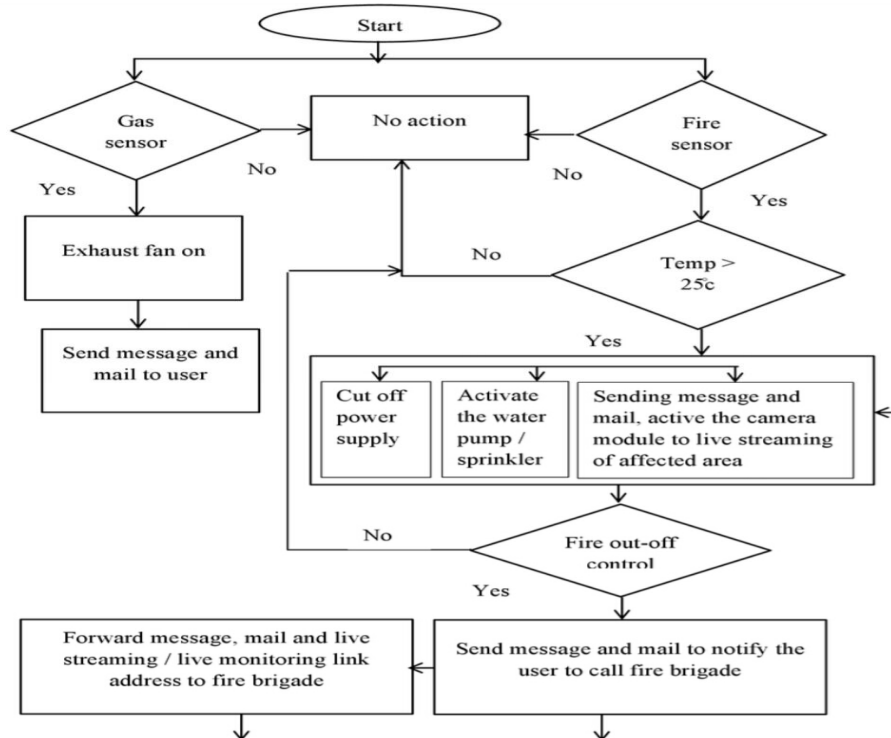 Start
Gas
sensor
No action
Fire
sensor
No
No
Yes
Yes
Exhaust fan on
No
Temp >
25°c
Send message and
mail to user
Yes
Cut off
power
supply
Activate
the water
pump /
sprinkler
Sending message and
mail, active the camera
module to live streaming
of affected area
No
Fire out-off
control
Yes
Forward message, mail and live
streaming / live monitoring link
address to fire brigade
Send message and mail to notify the
user to call fire brigade